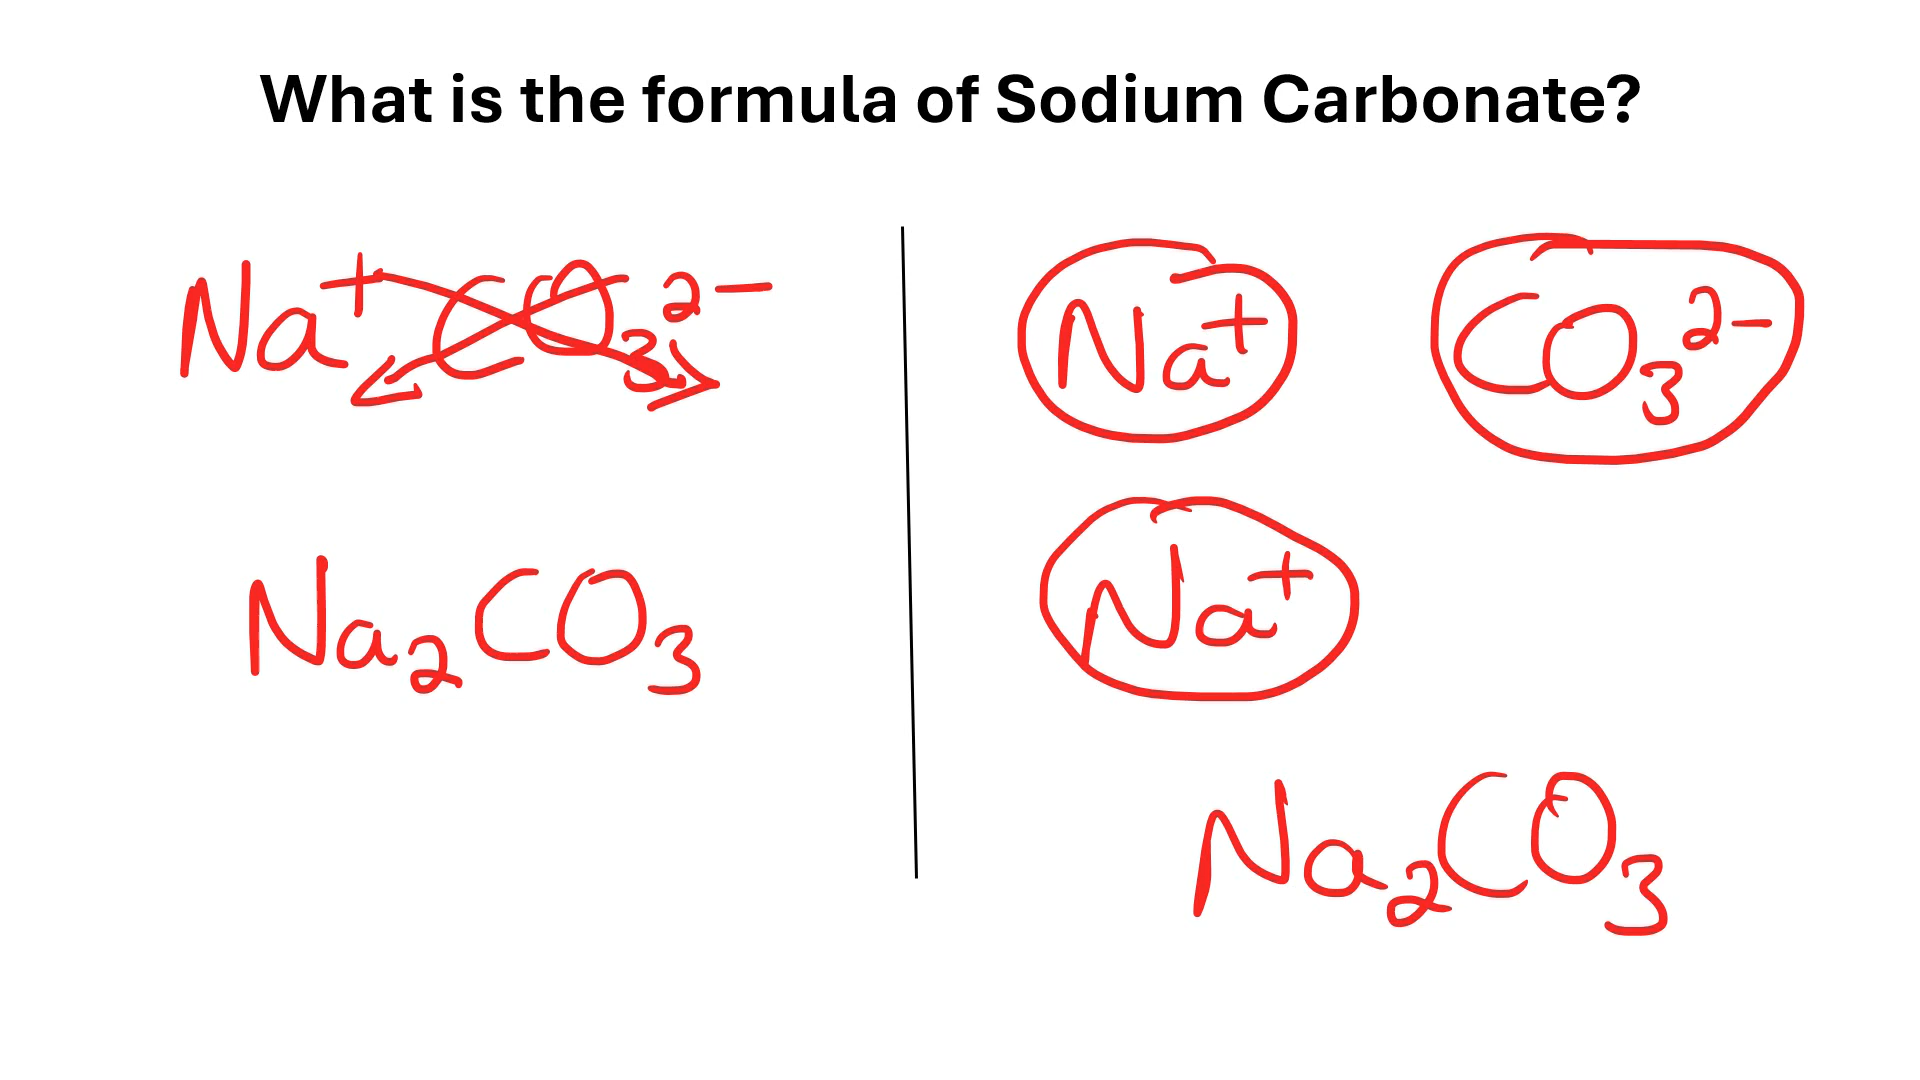 What is the formula of Sodium Carbonate?
Na⁺ CO₃²⁻
Na₂CO₃
Na⁺ CO₃²⁻
Na⁺
Na₂CO₃